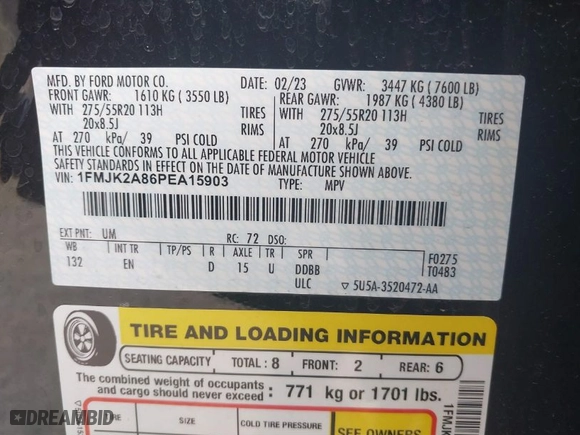 MFD. BY FORD MOTOR CO.
DATE: 02/23 GVWR: 3447 KG ( 7600 LB)
FRONT GAWR: 1610 KG ( 3550 LB)
REAR GAWR: 1987 KG ( 4380 LB)
WITH 275/55R20 113H TIRES
WITH 275/55R20 113H TIRES
20x8.5J RIMS
20x8.5J RIMS
AT 270 kPa/ 39 PSI COLD
AT 270 kPa/ 39 PSI COLD
THIS VEHICLE CONFORMS TO ALL APPLICABLE FEDERAL MOTOR VEHICLE
SAFETY STANDARDS IN EFFECT ON THE DATE OF MANUFACTURE SHOWN ABOVE.
VIN: 1FMJK2A86PEA15903 TYPE: MPV
EXT PNT: UM RC: 72 DSO:
WB INT TR TP/PS R AXLE TR SPR F0275
132 EN D 15 U DDBB T0483
ULC ▽ 5U5A-3520472-AA
TIRE AND LOADING INFORMATION
SEATING CAPACITY TOTAL : 8 FRONT: 2 REAR: 6
The combined weight of occupants
and cargo should never exceed : 771 kg or 1701 lbs.
SIZE COLD TIRE PRESSURE SEE OWNERS
1FMJK
DREAMBID